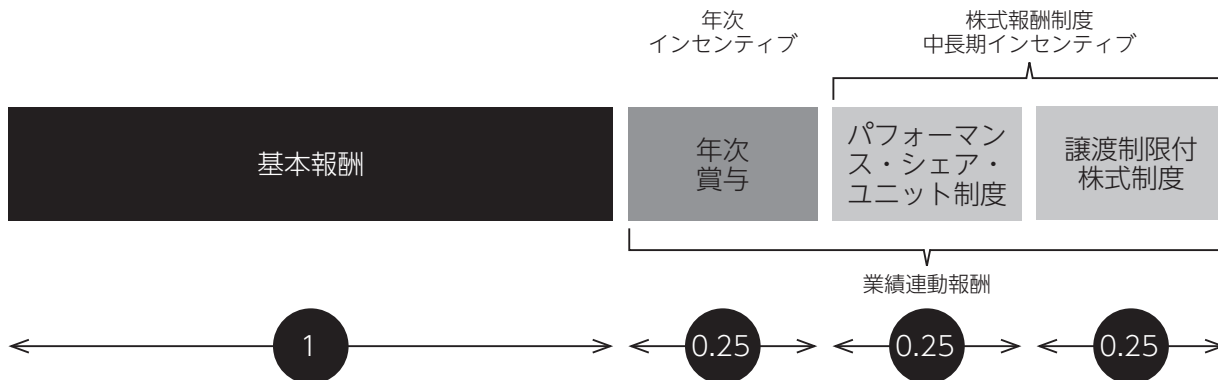 年次
インセンティブ
株式報酬制度
中長期インセンティブ
基本報酬
年次
賞与
パフォーマン
ス・シェア・
ユニット制度
譲渡制限付
株式制度
業績連動報酬
1
0.25
0.25
0.25